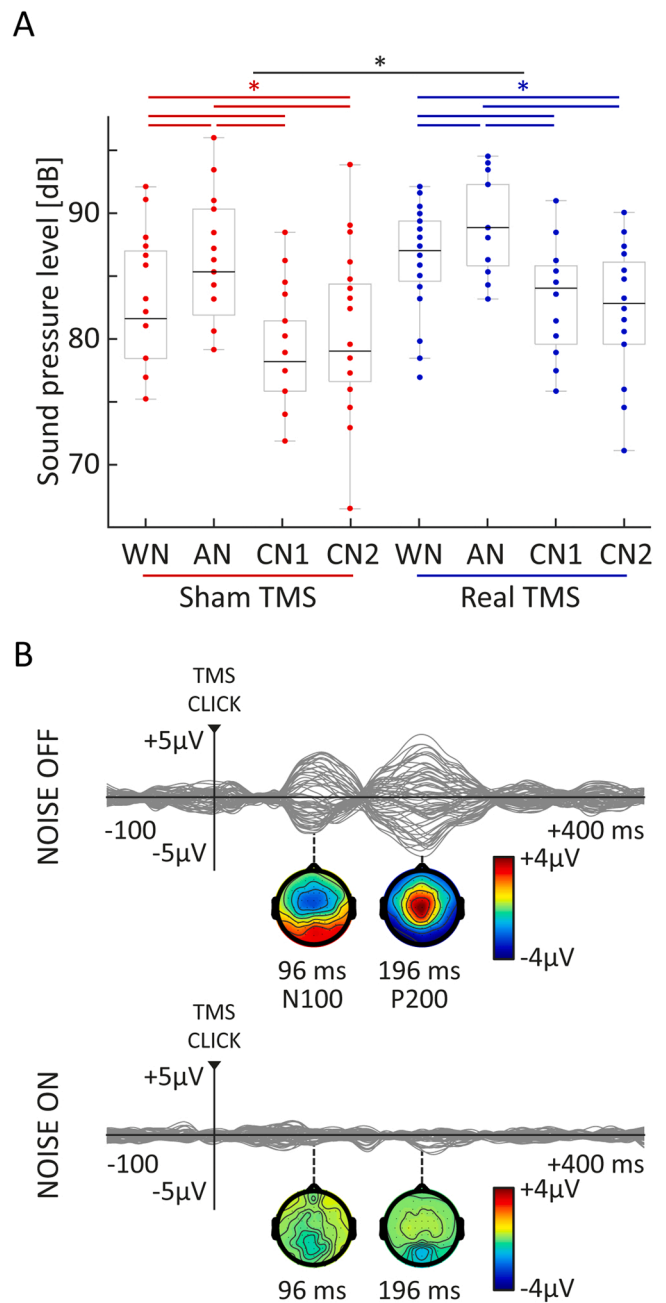 A
*
*
*
Sound pressure level [dB]
90
80
70
WN AN CN1 CN2 WN AN CN1 CN2
Sham TMS Real TMS
B
TMS
CLICK
NOISE OFF
+5µV
-100
+400 ms
-5µV
+4µV
-4µV
96 ms 196 ms
N100 P200
TMS
CLICK
NOISE ON
+5µV
-100
+400 ms
-5µV
+4µV
-4µV
96 ms 196 ms